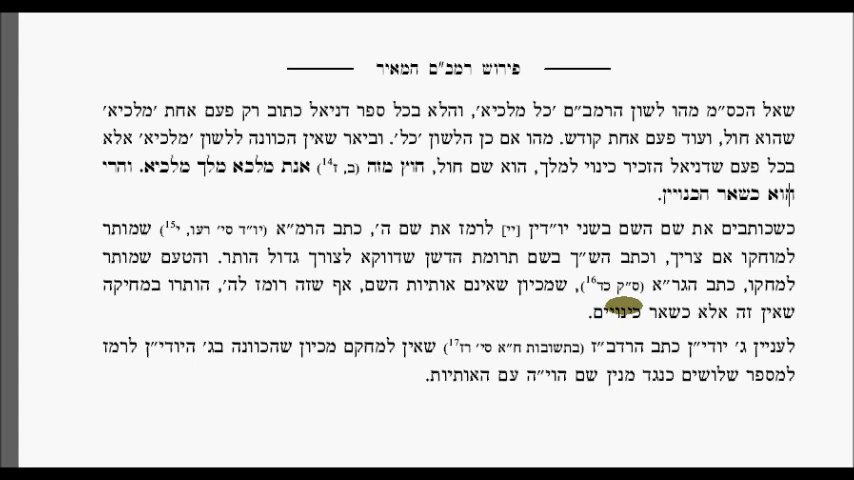 פירוש רמב"ם המאיר
שאל הכס"מ מהו לשון הרמב"ם 'כל מלכיא', והלא בכל ספר דניאל כתוב רק פעם אחת 'מלכיא'
שהוא חול, ועוד פעם אחת קודש. מהו אם כן הלשון 'כל'. וביאר שאין הכוונה ללשון 'מלכיא' אלא
בכל פעם שדניאל הזכיר כינוי למלך, הוא שם חול, חוץ מזה (ב, ז14) אנת מלכא מלך מלכיא. והרי
הוא כשאר הכנויין.
כשכותבים את שם השם בשני יו"דין [יי] לרמז את שם ה', כתב הרמ"א (יו"ד סי' רעו, י15) שמותר
למוחקו אם צריך, וכתב הש"ך בשם תרומת הדשן שדווקא לצורך גדול הותר. והטעם שמותר
למחקו, כתב הגר"א (ס"ק כד16), שמכיון שאינם אותיות השם, אף שזה רומז לה', הותרו במחיקה
שאין זה אלא כשאר כינויים.
לעניין ג' יודי"ן כתב הרדב"ז (בתשובות ח"א סי' רז17) שאין למחקם מכיון שהכוונה בג' היודי"ן לרמז
למספר שלושים כנגד מנין שם הוי"ה עם האותיות.